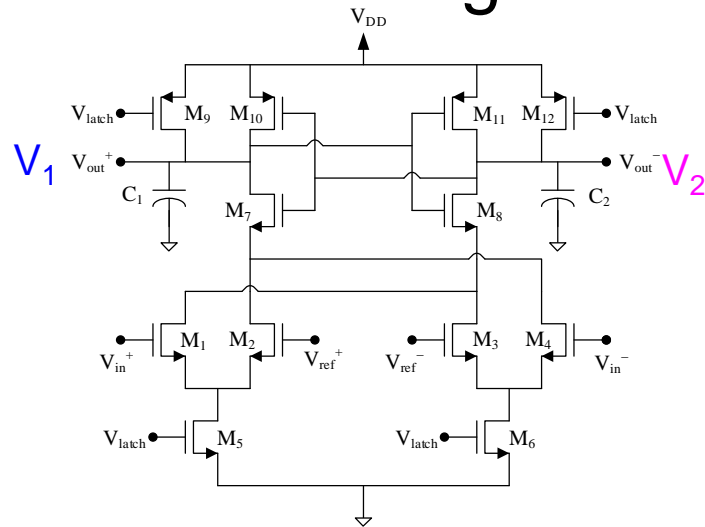 g
V_DD
V_latch M_9 M_10 M_11 M_12 V_latch
V_1 V_out^+ V_out^- V_2
C_1 C_2
M_7 M_8
M_1 M_2 M_3 M_4
V_in^+ V_ref^+ V_ref^- V_in^-
V_latch M_5 V_latch M_6